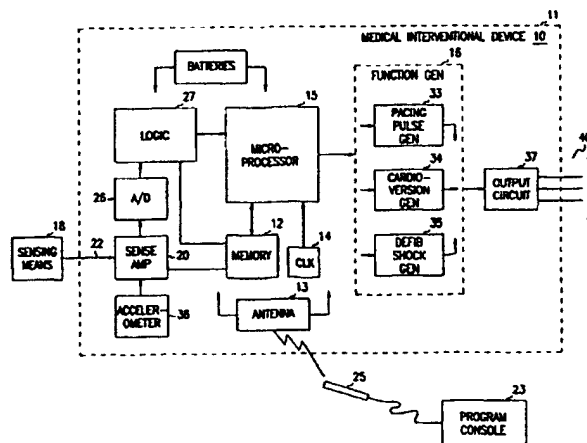 11
MEDICAL INTERVENTIONAL DEVICE 10
BATTERIES
16
FUNCTION GEN
27
LOGIC
15
MICRO-
PROCESSOR
33
PACING
PULSE
GEN
34
CARDIO-
VERSION GEN
37
OUTPUT
CIRCUIT
26
A/D
18
SENSING
MEANS
22
SENSE
AMP
20
12
MEMORY
14
CLK
35
DEFIB
SHOCK
GEN
ACCELER-
OMETER
36
13
ANTENNA
25
23
PROGRAM
CONSOLE